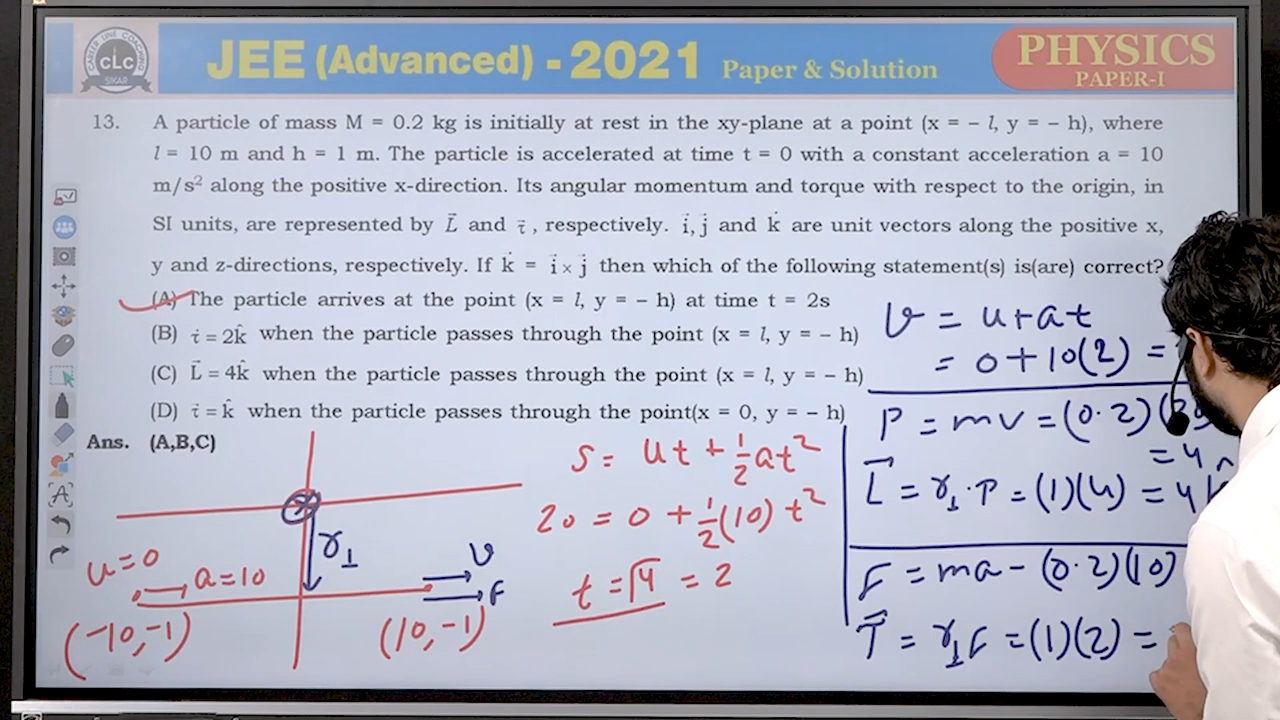 CAREER LINE COACHING
CLC
SIKAR
JEE (Advanced) - 2021 Paper & Solution
PHYSICS
PAPER-I
13. A particle of mass M = 0.2 kg is initially at rest in the xy-plane at a point (x = – l, y = – h), where
l = 10 m and h = 1 m. The particle is accelerated at time t = 0 with a constant acceleration a = 10
m/s² along the positive x-direction. Its angular momentum and torque with respect to the origin, in
SI units, are represented by L⃗ and τ⃗, respectively. î, ĵ and k̂ are unit vectors along the positive x,
y and z-directions, respectively. If k̂ = î × ĵ then which of the following statement(s) is(are) correct?
(A) The particle arrives at the point (x = l, y = – h) at time t = 2s
(B) τ⃗ = 2k̂ when the particle passes through the point (x = l, y = – h)
(C) L⃗ = 4k̂ when the particle passes through the point (x = l, y = – h)
(D) τ⃗ = k̂ when the particle passes through the point(x = 0, y = – h)
Ans. (A,B,C)
u=0
a=10
(-10,-1)
r⊥
v
F
(10,-1)
S = ut + ½at²
20 = 0 + ½(10)t²
t = √4 = 2
v = u+at
= 0+10(2) =
P = mv = (0.2)(20)
= 4
L⃗ = r⊥·P = (1)(4) = 4k̂
F = ma - (0.2)(10)
τ⃗ = r⊥F = (1)(2) =